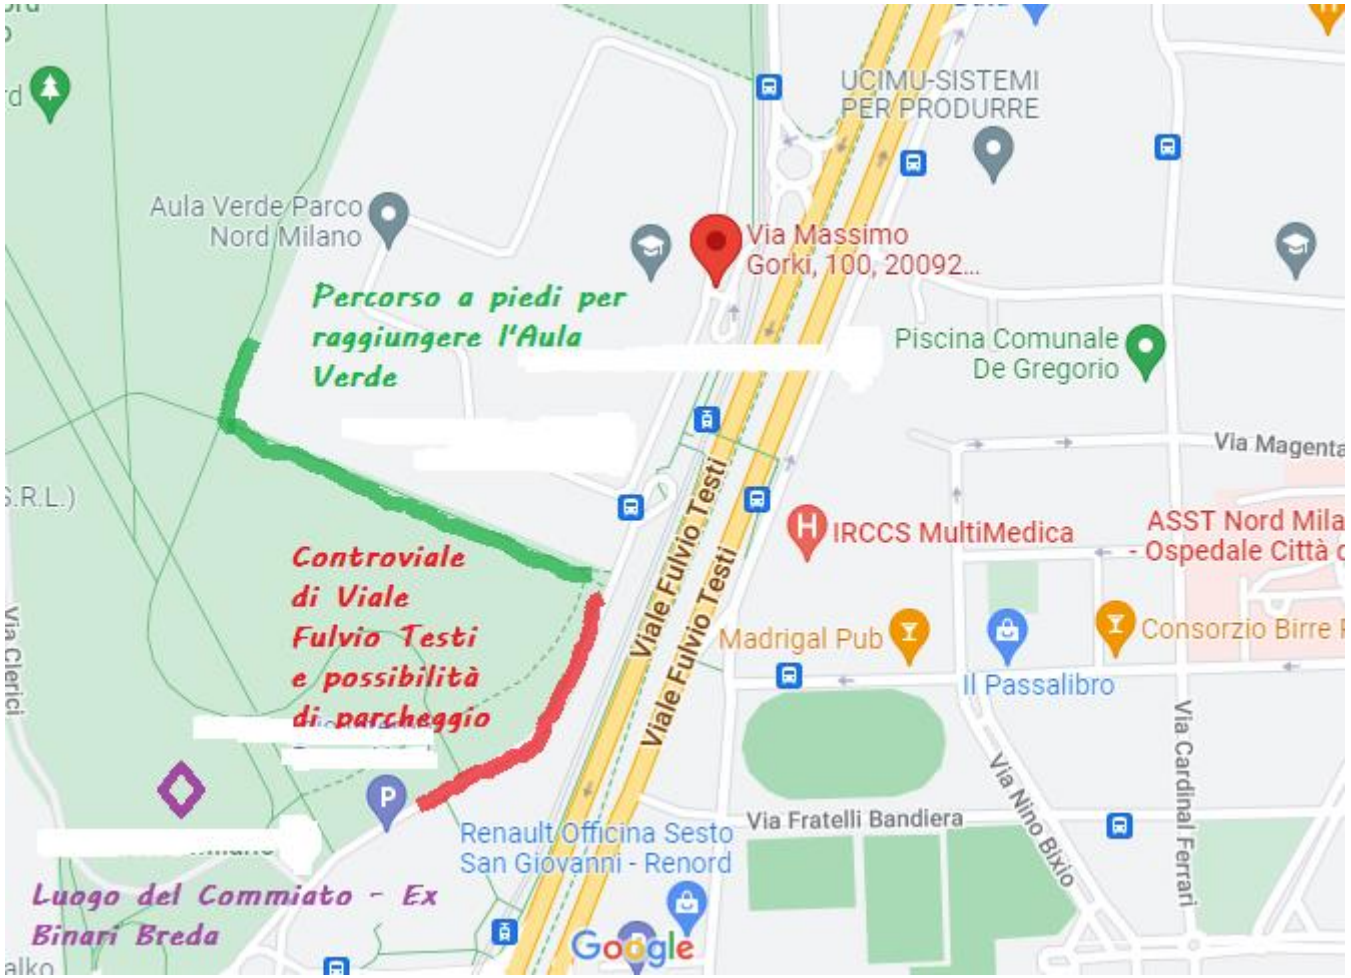 UCIMU-SISTEMI
PER PRODURRE
Aula Verde Parco
Nord Milano
Via Massimo
Gorki, 100, 20092...
Percorso a piedi per
raggiungere l'Aula
Verde
Piscina Comunale
De Gregorio
Via Magenta
S.R.L.)
Viale Fulvio Testi
Viale Fulvio Testi
H
IRCCS MultiMedica
ASST Nord Mila
- Ospedale Città d
Controviale
di Viale
Fulvio Testi
e possibilità
di parcheggio
Via Clerici
Madrigal Pub
Consorzio Birre
Il Passalibro
Via Cardinal Ferrari
Via Nino Bixio
P
Via Fratelli Bandiera
Renault Officina Sesto
San Giovanni - Renord
Luogo del Commiato - Ex
Binari Breda
Google